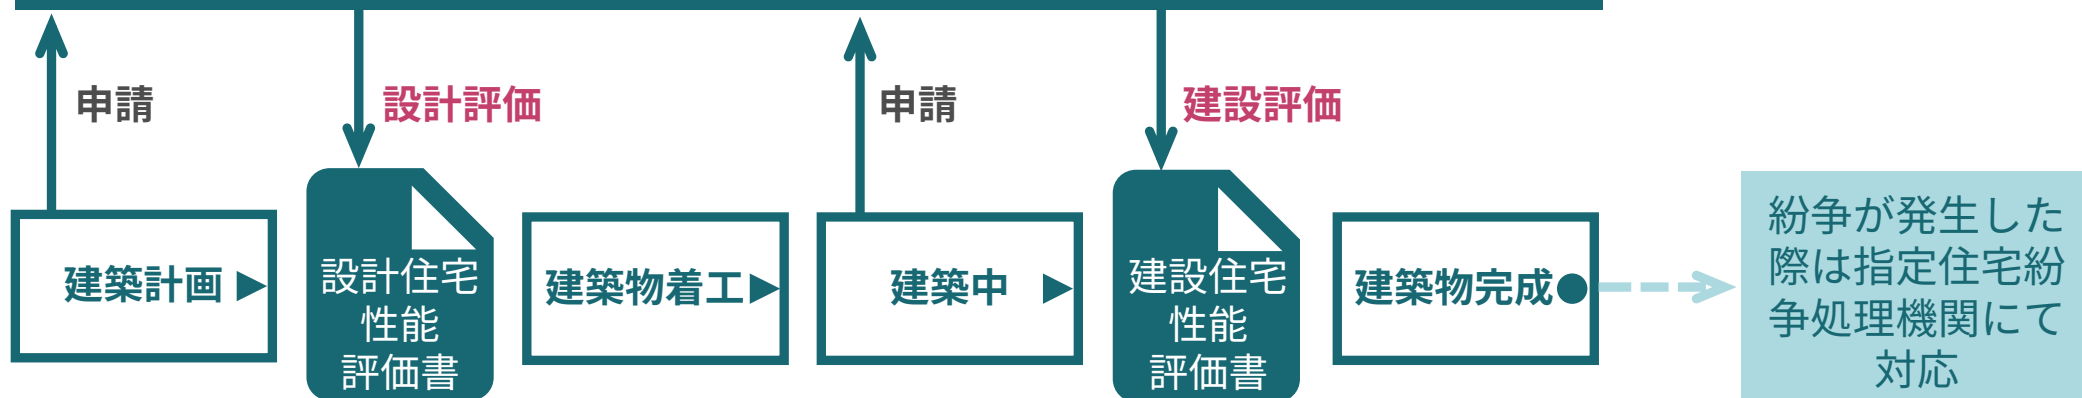 申請
設計評価
申請
建設評価
建築計画
設計住宅
性能
評価書
建築物着工
建築中
建設住宅
性能
評価書
建築物完成
紛争が発生した
際は指定住宅紛
争処理機関にて
対応